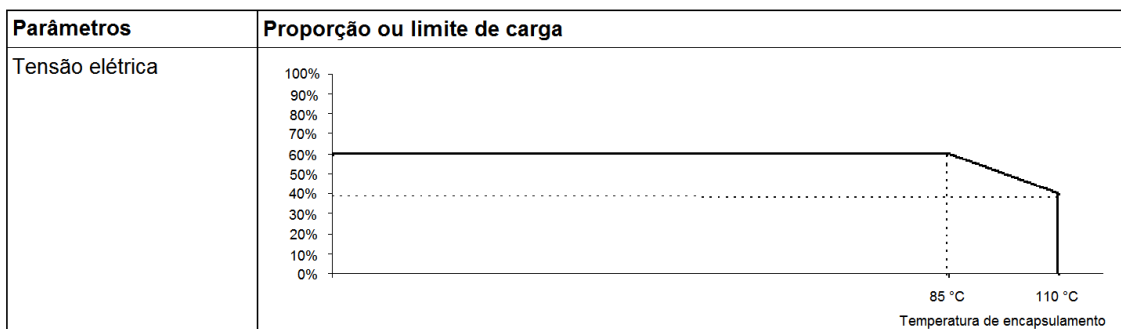 Parâmetros
Proporção ou limite de carga
Tensão elétrica
100%
90%
80%
70%
60%
50%
40%
30%
20%
10%
0%
85 °C
110 °C
Temperatura de encapsulamento